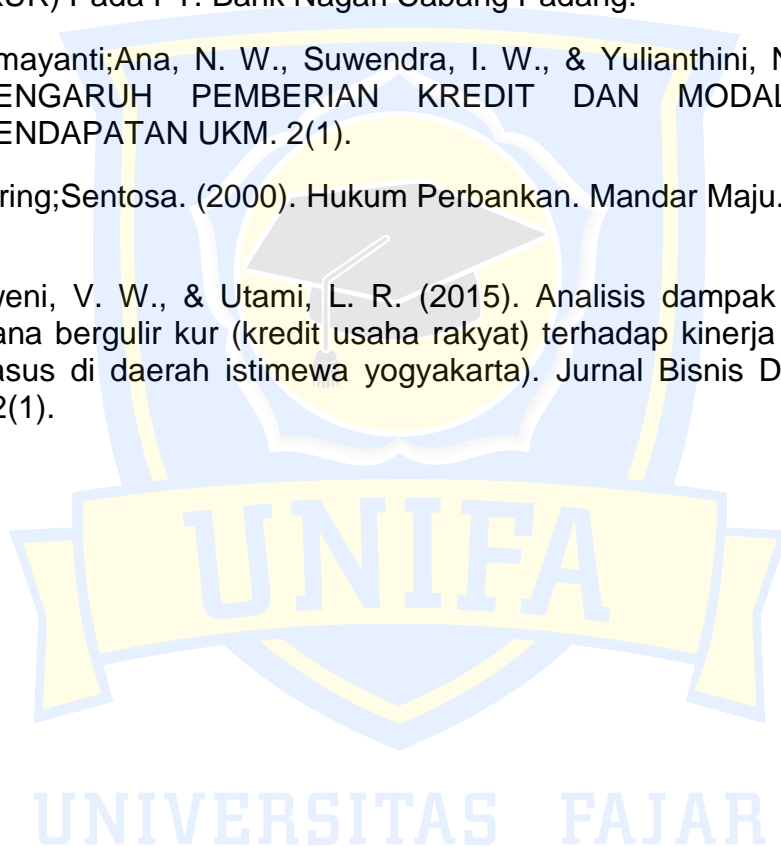 KUR) Pada PT. Bank Nagari Cabang Padang.
mayanti;Ana, N. W., Suwendra, I. W., & Yulianthini, N
ENGARUH PEMBERIAN KREDIT DAN MODAL
ENDAPATAN UKM. 2(1).
ring;Sentosa. (2000). Hukum Perbankan. Mandar Maju.
weni, V. W., & Utami, L. R. (2015). Analisis dampak
ana bergulir kur (kredit usaha rakyat) terhadap kinerja
asus di daerah istimewa yogyakarta). Jurnal Bisnis D
2(1).
UNIFA
UNIVERSITAS FAJAR